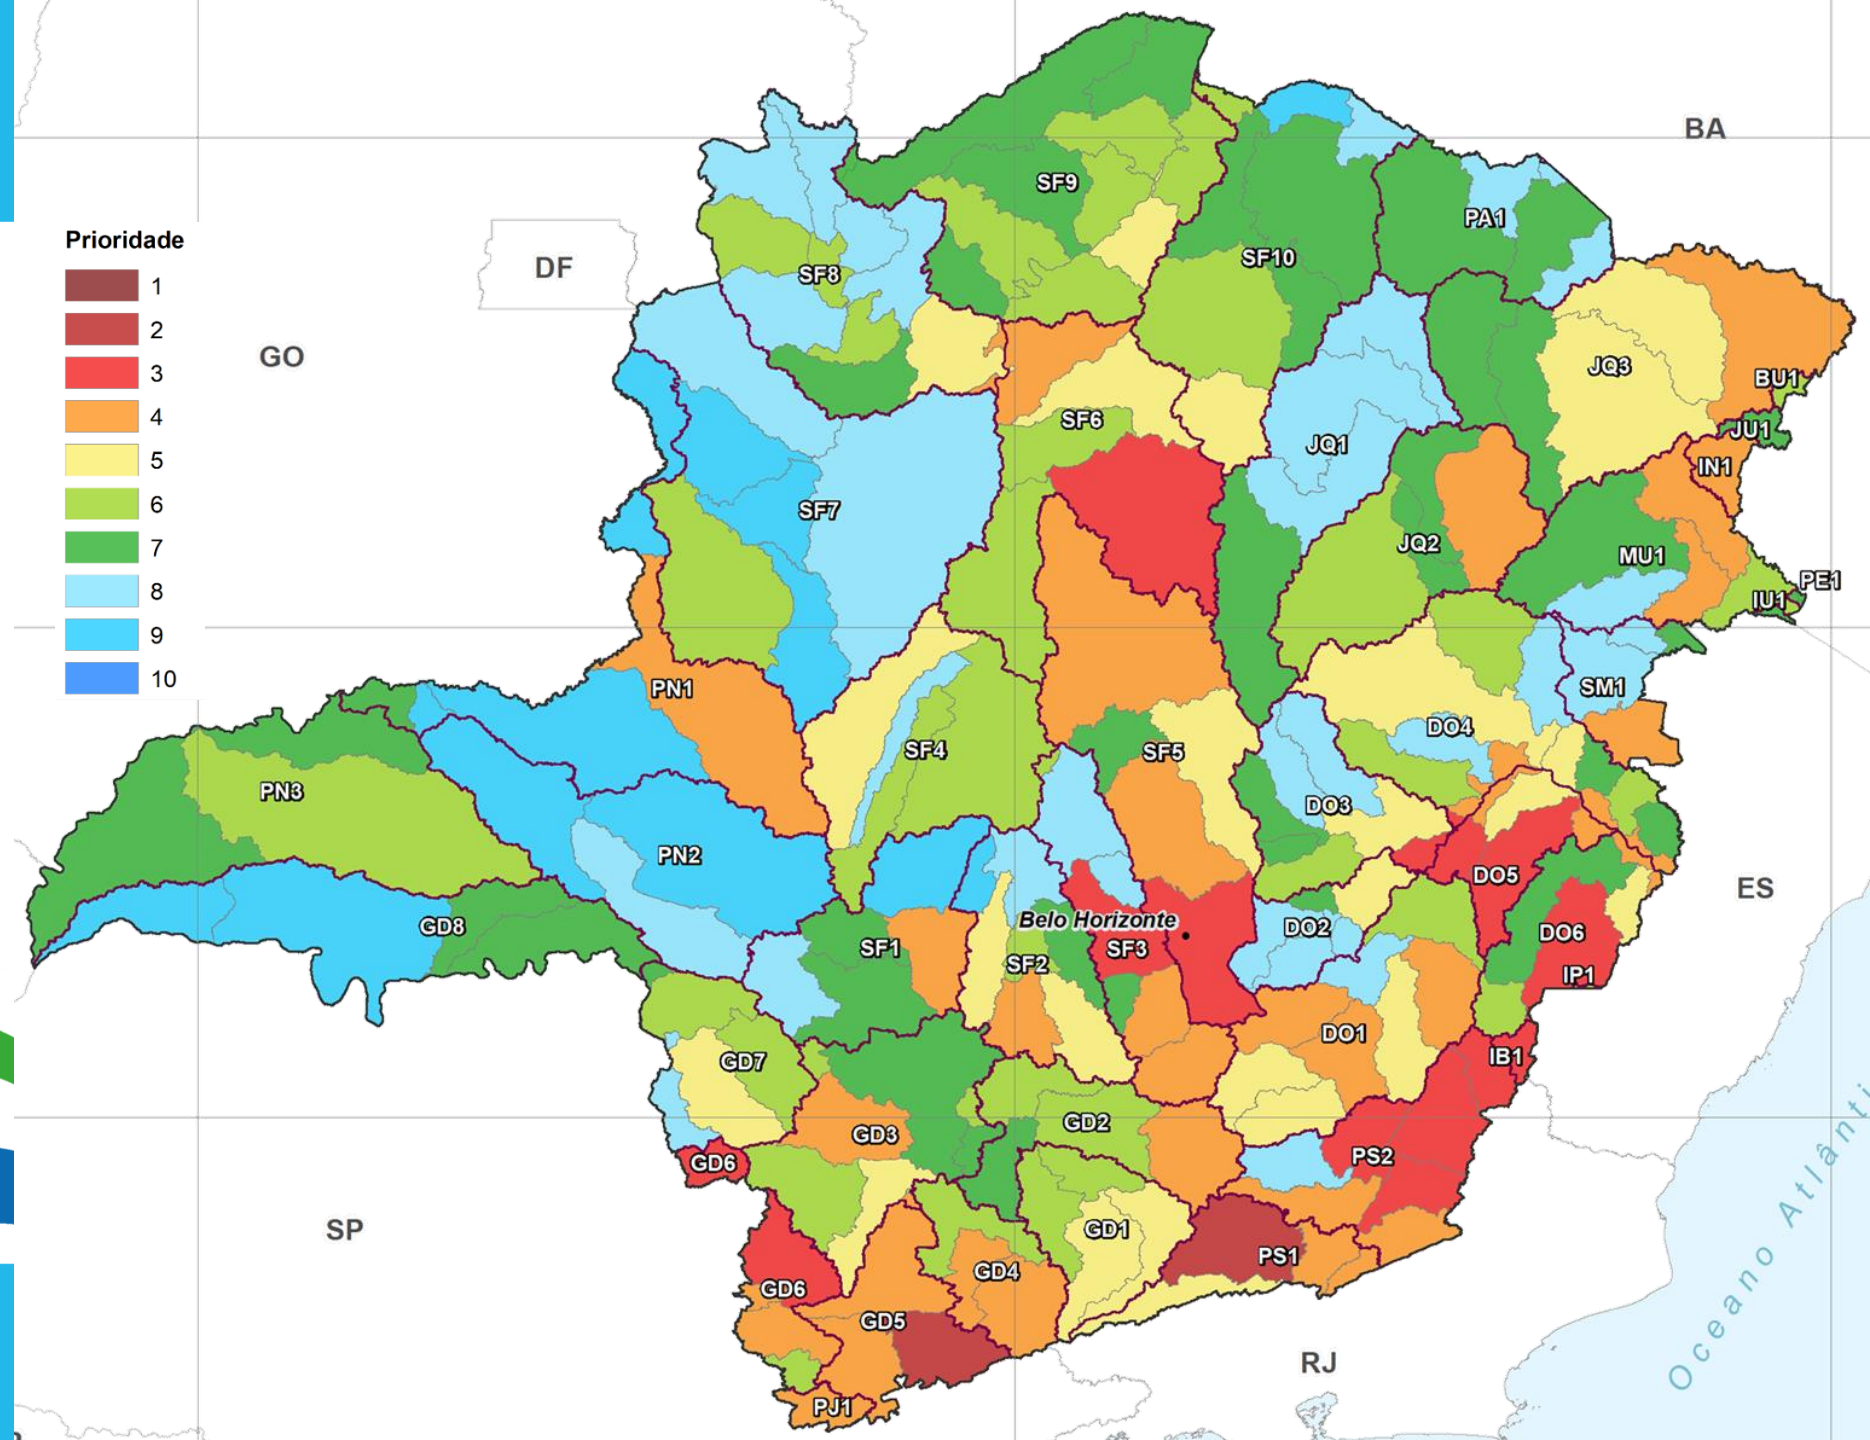 BA
SF9
PA1
Prioridade
DF
SF10
SF8
1
2
GO
3
JQ3
BU1
4
SF6
JU1
JQ1
5
IN1
6
SF7
7
JQ2
MU1
PE1
8
IU1
9
10
PN1
SM1
DO4
SF4
SF5
PN3
DO3
PN2
DO5
ES
Belo Horizonte
GD8
SF1
SF3
DO2
DO6
SF2
IP1
DO1
GD7
IB1
GD2
GD3
PS2
GD6
SP
GD1
PS1
GD4
GD6
GD5
RJ
PJ1
Oceano Atlânti